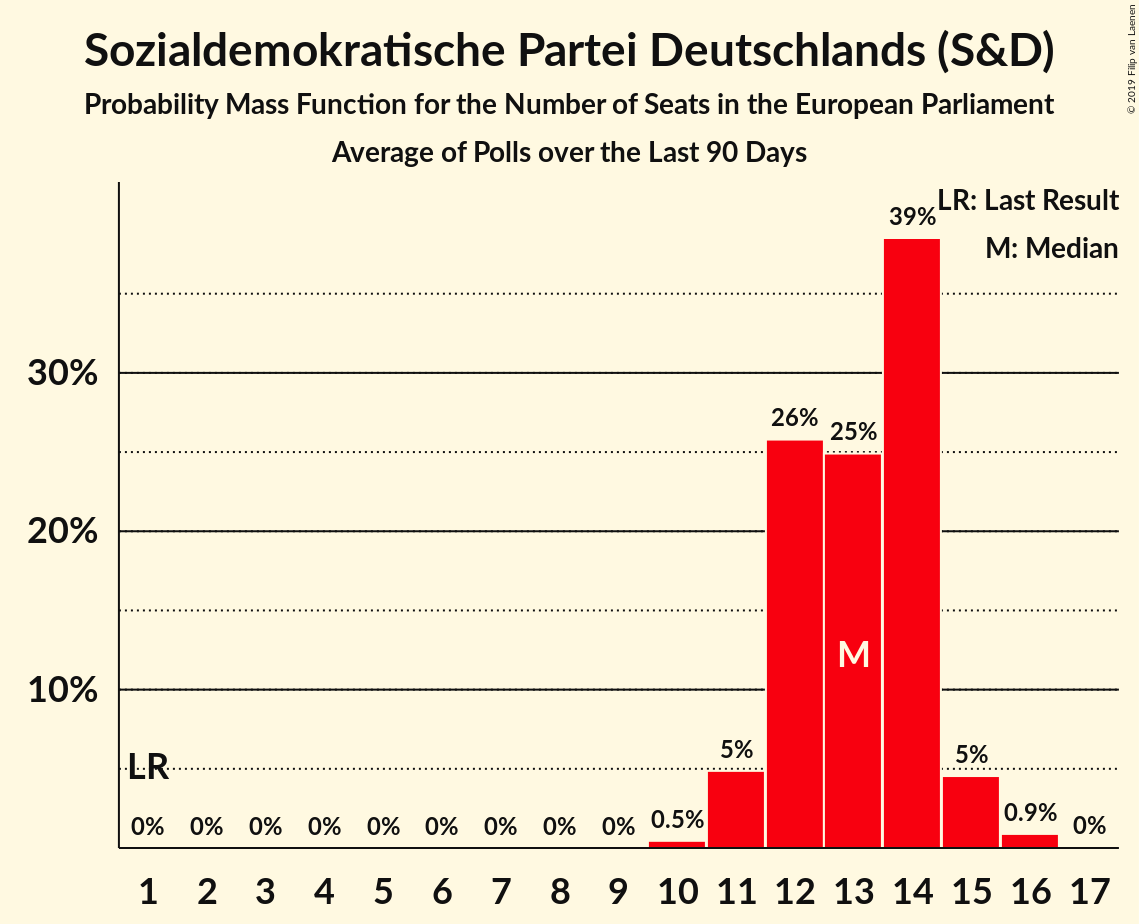 Sozialdemokratische Partei Deutschlands (S&D)
Probability Mass Function for the Number of Seats in the European Parliament
Average of Polls over the Last 90 Days
© 2019 Filip van Laenen
LR: Last Result
M: Median
39%
30%
26%
25%
20%
M
10%
LR
5%
5%
0%
0%
0%
0%
0%
0%
0%
0%
0%
0.5%
0.9%
0%
1 2 3 4 5 6 7 8 9 10 11 12 13 14 15 16 17